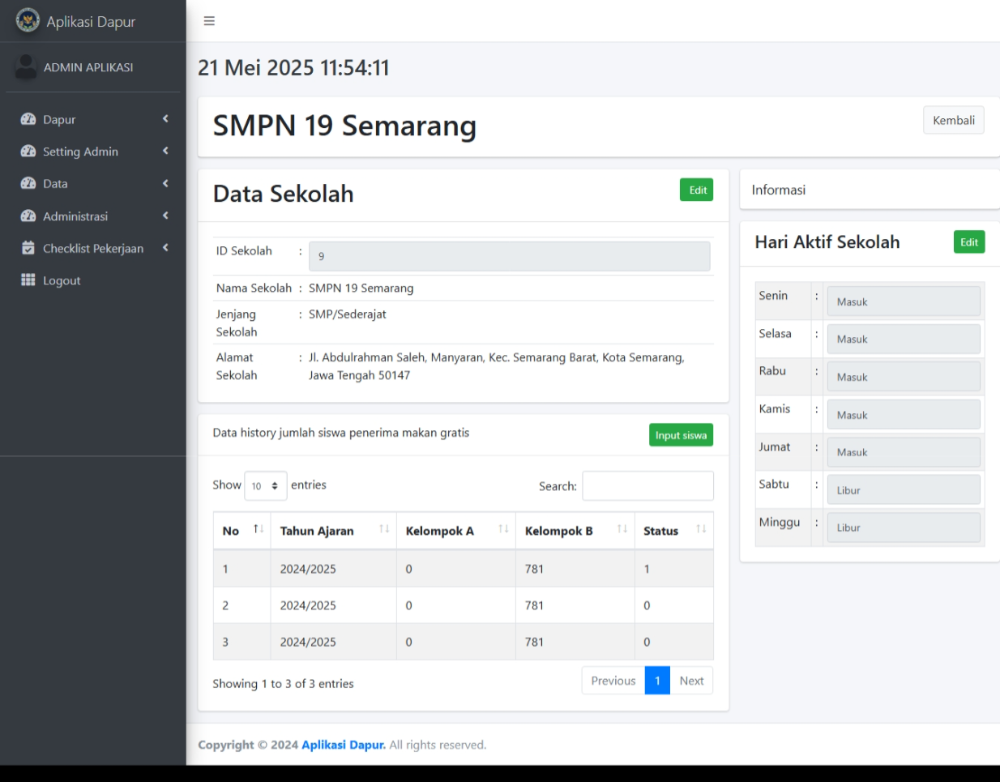 Aplikasi Dapur
ADMIN APLIKASI
Dapur
Setting Admin
Data
Administrasi
Checklist Pekerjaan
Logout
21 Mei 2025 11:54:11
SMPN 19 Semarang
Kembali
Data Sekolah
Edit
ID Sekolah : 9
Nama Sekolah : SMPN 19 Semarang
Jenjang : SMP/Sederajat
Sekolah
Alamat : Jl. Abdulrahman Saleh, Manyaran, Kec. Semarang Barat, Kota Semarang,
Sekolah Jawa Tengah 50147
Data history jumlah siswa penerima makan gratis
Input siswa
Show 10 entries
Search:
No Tahun Ajaran Kelompok A Kelompok B Status
1 2024/2025 0 781 1
2 2024/2025 0 781 0
3 2024/2025 0 781 0
Showing 1 to 3 of 3 entries
Previous 1 Next
Informasi
Hari Aktif Sekolah
Edit
Senin : Masuk
Selasa : Masuk
Rabu : Masuk
Kamis : Masuk
Jumat : Masuk
Sabtu : Libur
Minggu : Libur
Copyright © 2024 Aplikasi Dapur. All rights reserved.